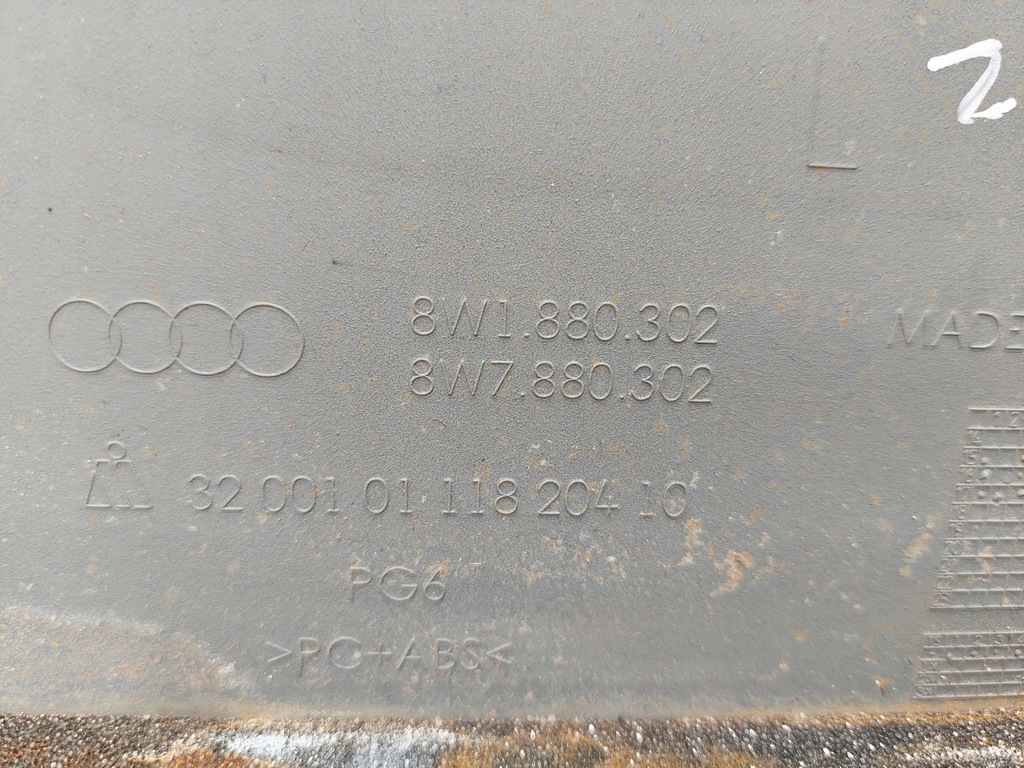 2
8W1.880.302
MADE
8W7.880.302
32 001 01 118 204 10
PG6
>PC+ABS<